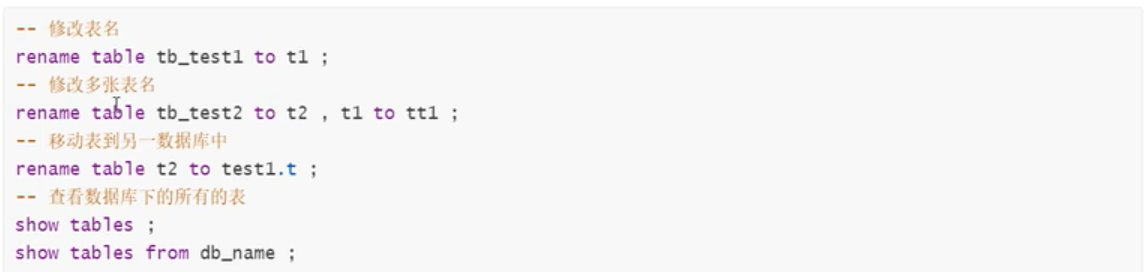 -- 修改表名
rename table tb_test1 to t1 ;
-- 修改多张表名
rename table tb_test2 to t2 , t1 to tt1 ;
-- 移动表到另一数据库中
rename table t2 to test1.t ;
-- 查看数据库下的所有的表
show tables ;
show tables from db_name ;